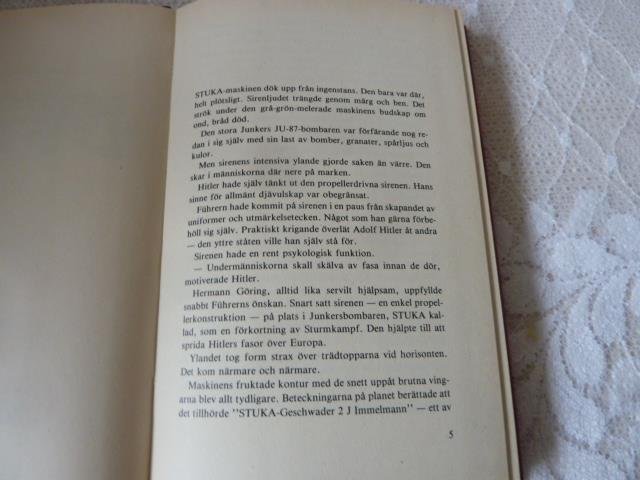 STUKA-maskinen dök upp från ingenstans. Den bara var där,
helt plötsligt. Sirenljudet trängde genom märg och ben. Det
strök under den grå-grön-melerade maskinens budskap om
ond, bråd död.
Den stora Junkers JU-87-bombaren var förfärande nog re-
dan i sig själv med sin last av bomber, granater, spårljus och
kulor.
Men sirenens intensiva ylande gjorde saken än värre. Den
skar i människorna där nere på marken.
Hitler hade själv tänkt ut den propellerdrivna sirenen. Hans
sinne för allmänt djävulskap var obegränsat.
Führern hade kommit på sirenen i en paus från skapandet av
uniformer och utmärkelsetecken. Något som han gärna förbe-
höll sig själv. Praktiskt krigande överlät Adolf Hitler åt andra
— den yttre ståten ville han själv stå för.
Sirenen hade en rent psykologisk funktion.
— Undermänniskorna skall skälva av fasa innan de dör,
motiverade Hitler.
Hermann Göring, alltid lika servilt hjälpsam, uppfyllde
snabbt Führerns önskan. Snart satt sirenen — en enkel propel-
lerkonstruktion — på plats i Junkersbombaren, STUKA kal-
lad, som en förkortning av Sturmkampf. Den hjälpte till att
sprida Hitlers fasor över Europa.
Ylandet tog form strax över trädtopparna vid horisonten.
Det kom närmare och närmare.
Maskinens fruktade kontur med de snett uppåt brutna ving-
arna blev allt tydligare. Beteckningarna på planet berättade att
det tillhörde "STUKA-Geschwader 2 J Immelmann" — ett av
5